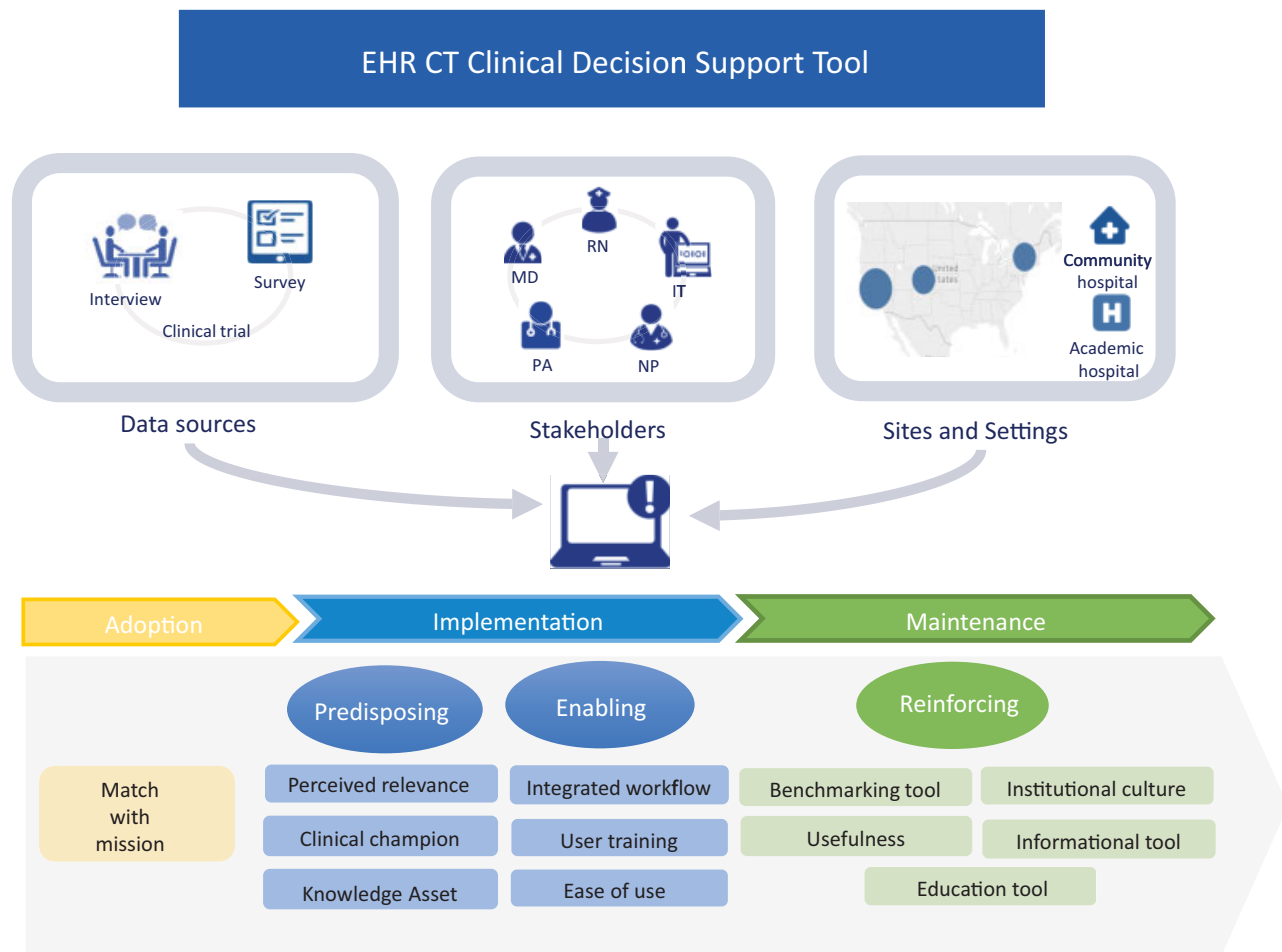 EHR CT Clinical Decision Support Tool
Interview
Survey
Clinical trial
RN
MD
IT
PA
NP
United
States
Community
hospital
H
Academic
hospital
Data sources
Stakeholders
Sites and Settings
!
Adoption
Implementation
Maintenance
Predisposing
Enabling
Reinforcing
Match
with
mission
Perceived relevance
Clinical champion
Knowledge Asset
Integrated workflow
User training
Ease of use
Benchmarking tool
Institutional culture
Usefulness
Informational tool
Education tool